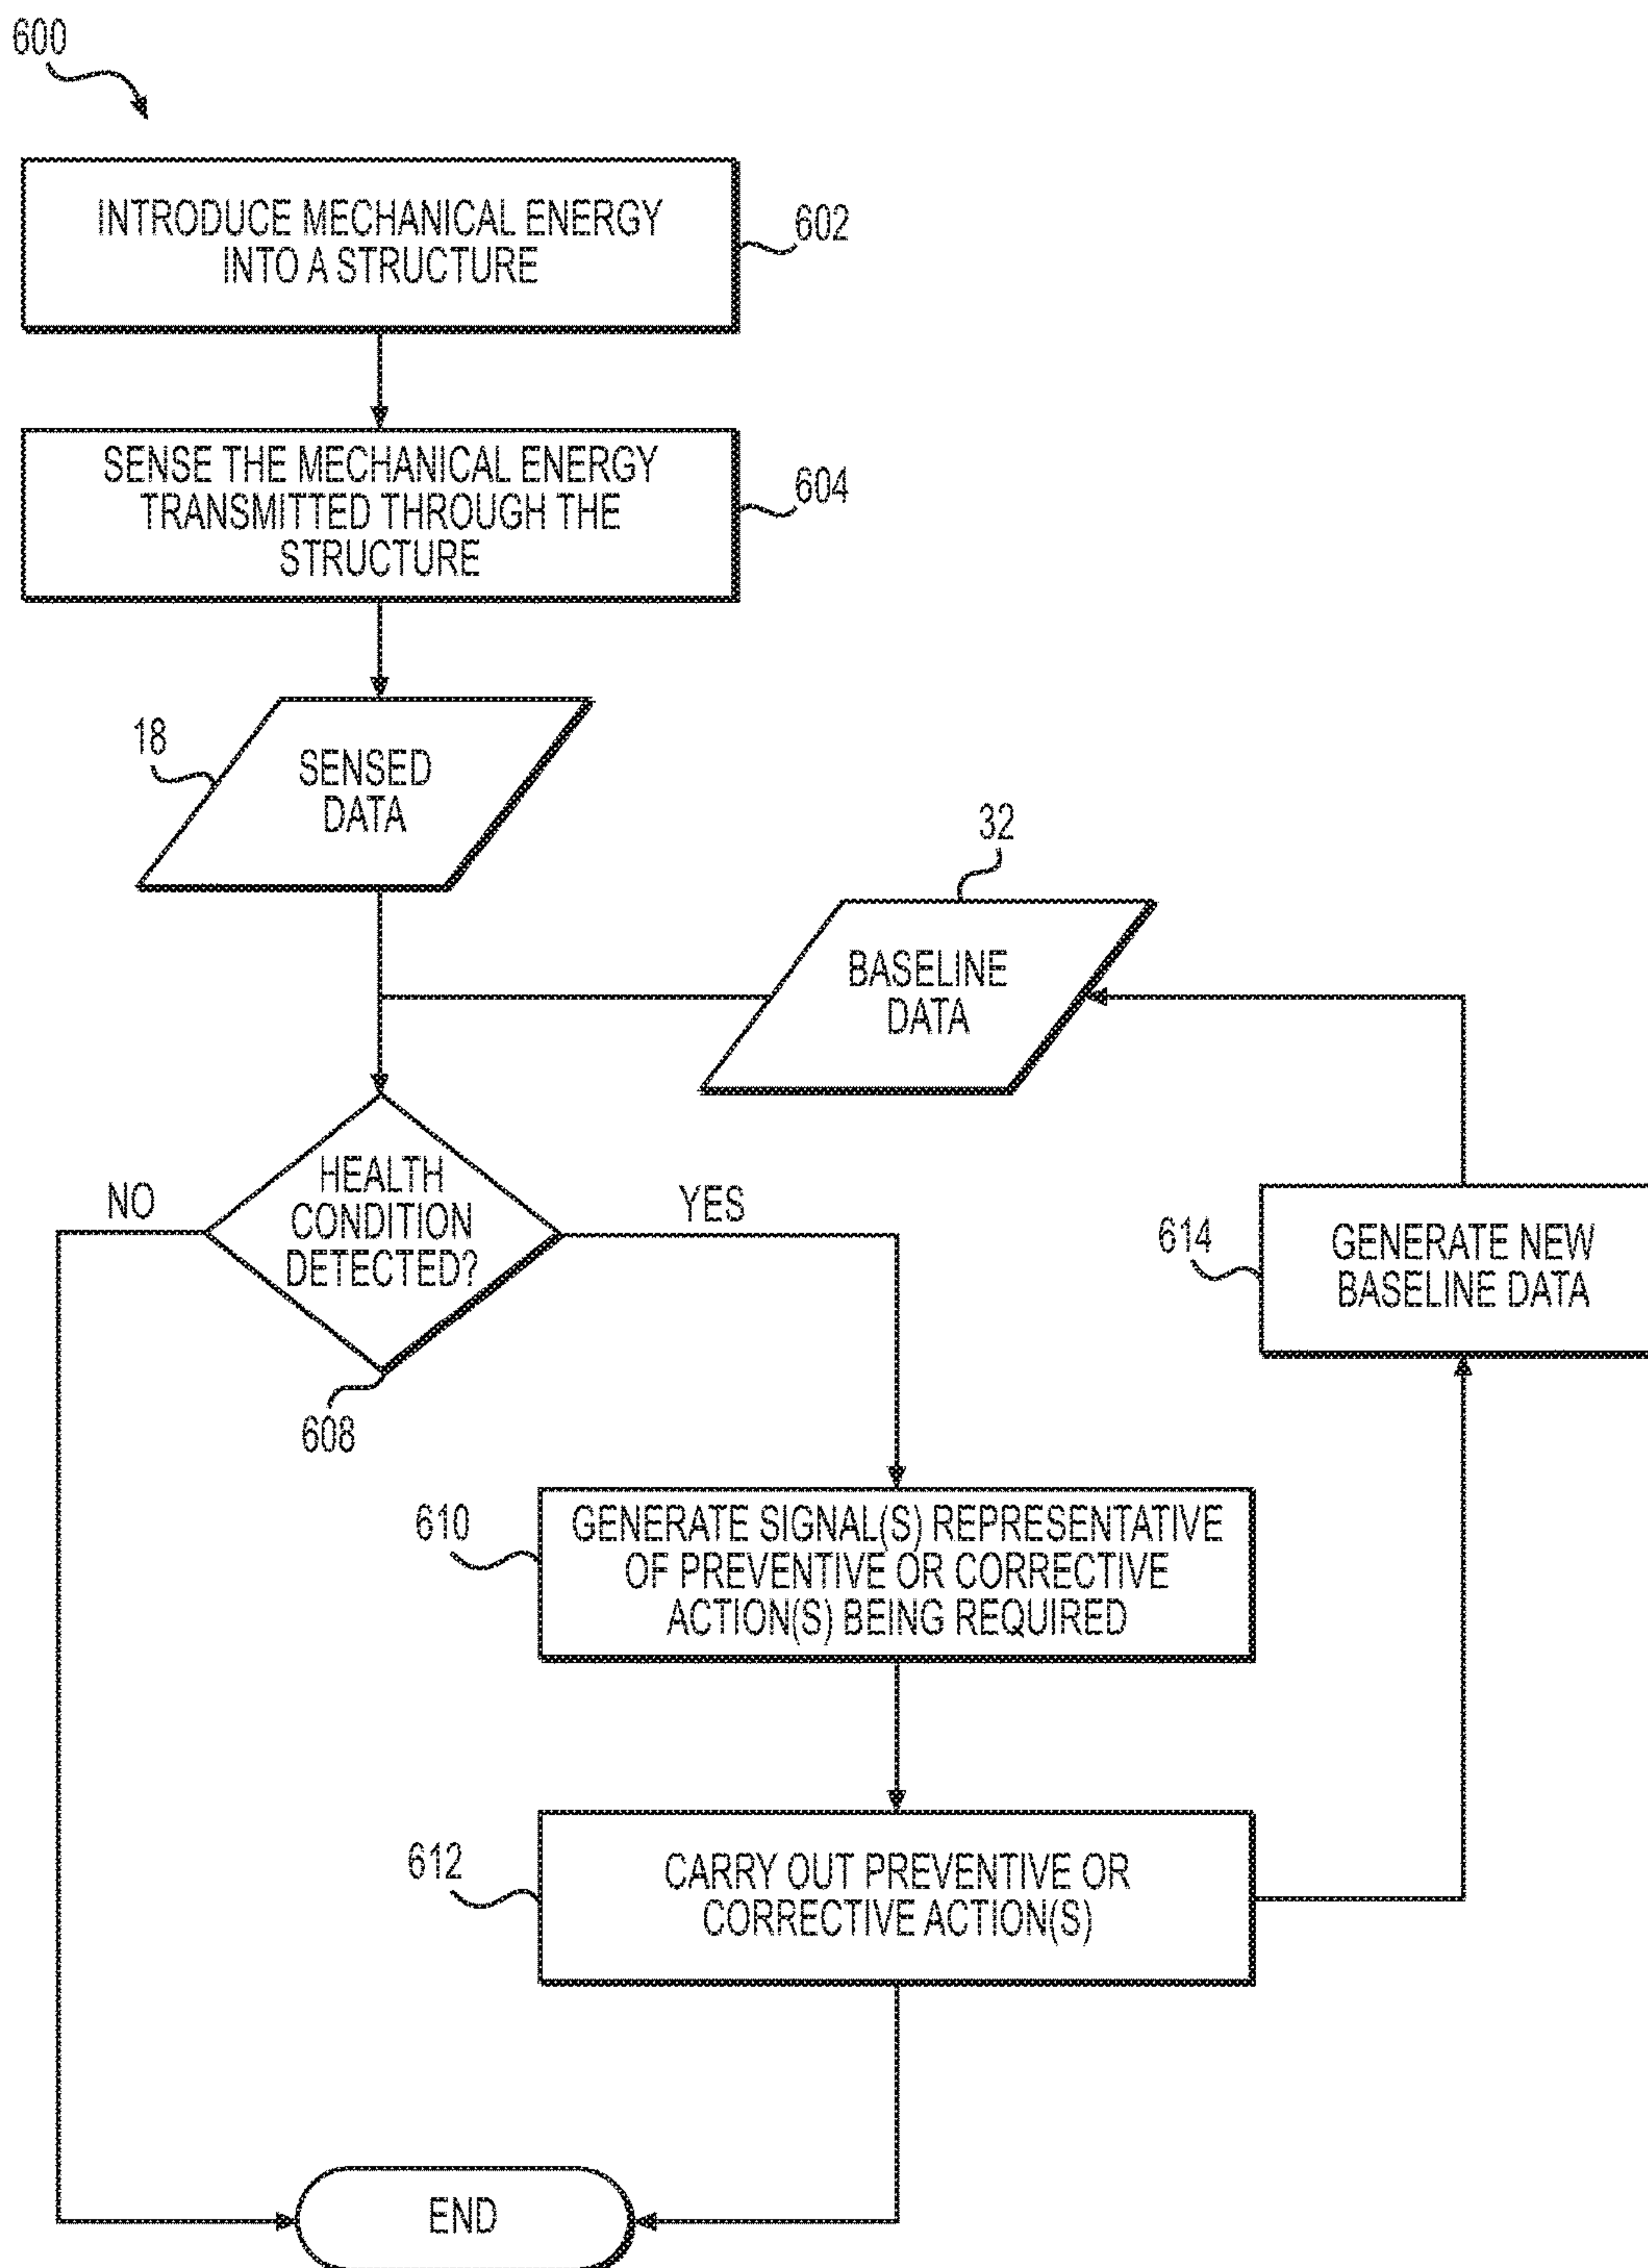 600
INTRODUCE MECHANICAL ENERGY
INTO A STRUCTURE
602
SENSE THE MECHANICAL ENERGY
TRANSMITTED THROUGH THE
STRUCTURE
604
18
SENSED
DATA
32
BASELINE
DATA
HEALTH
CONDITION
DETECTED?
NO
YES
608
614
GENERATE NEW
BASELINE DATA
610
GENERATE SIGNAL(S) REPRESENTATIVE
OF PREVENTIVE OR CORRECTIVE
ACTION(S) BEING REQUIRED
612
CARRY OUT PREVENTIVE OR
CORRECTIVE ACTION(S)
END